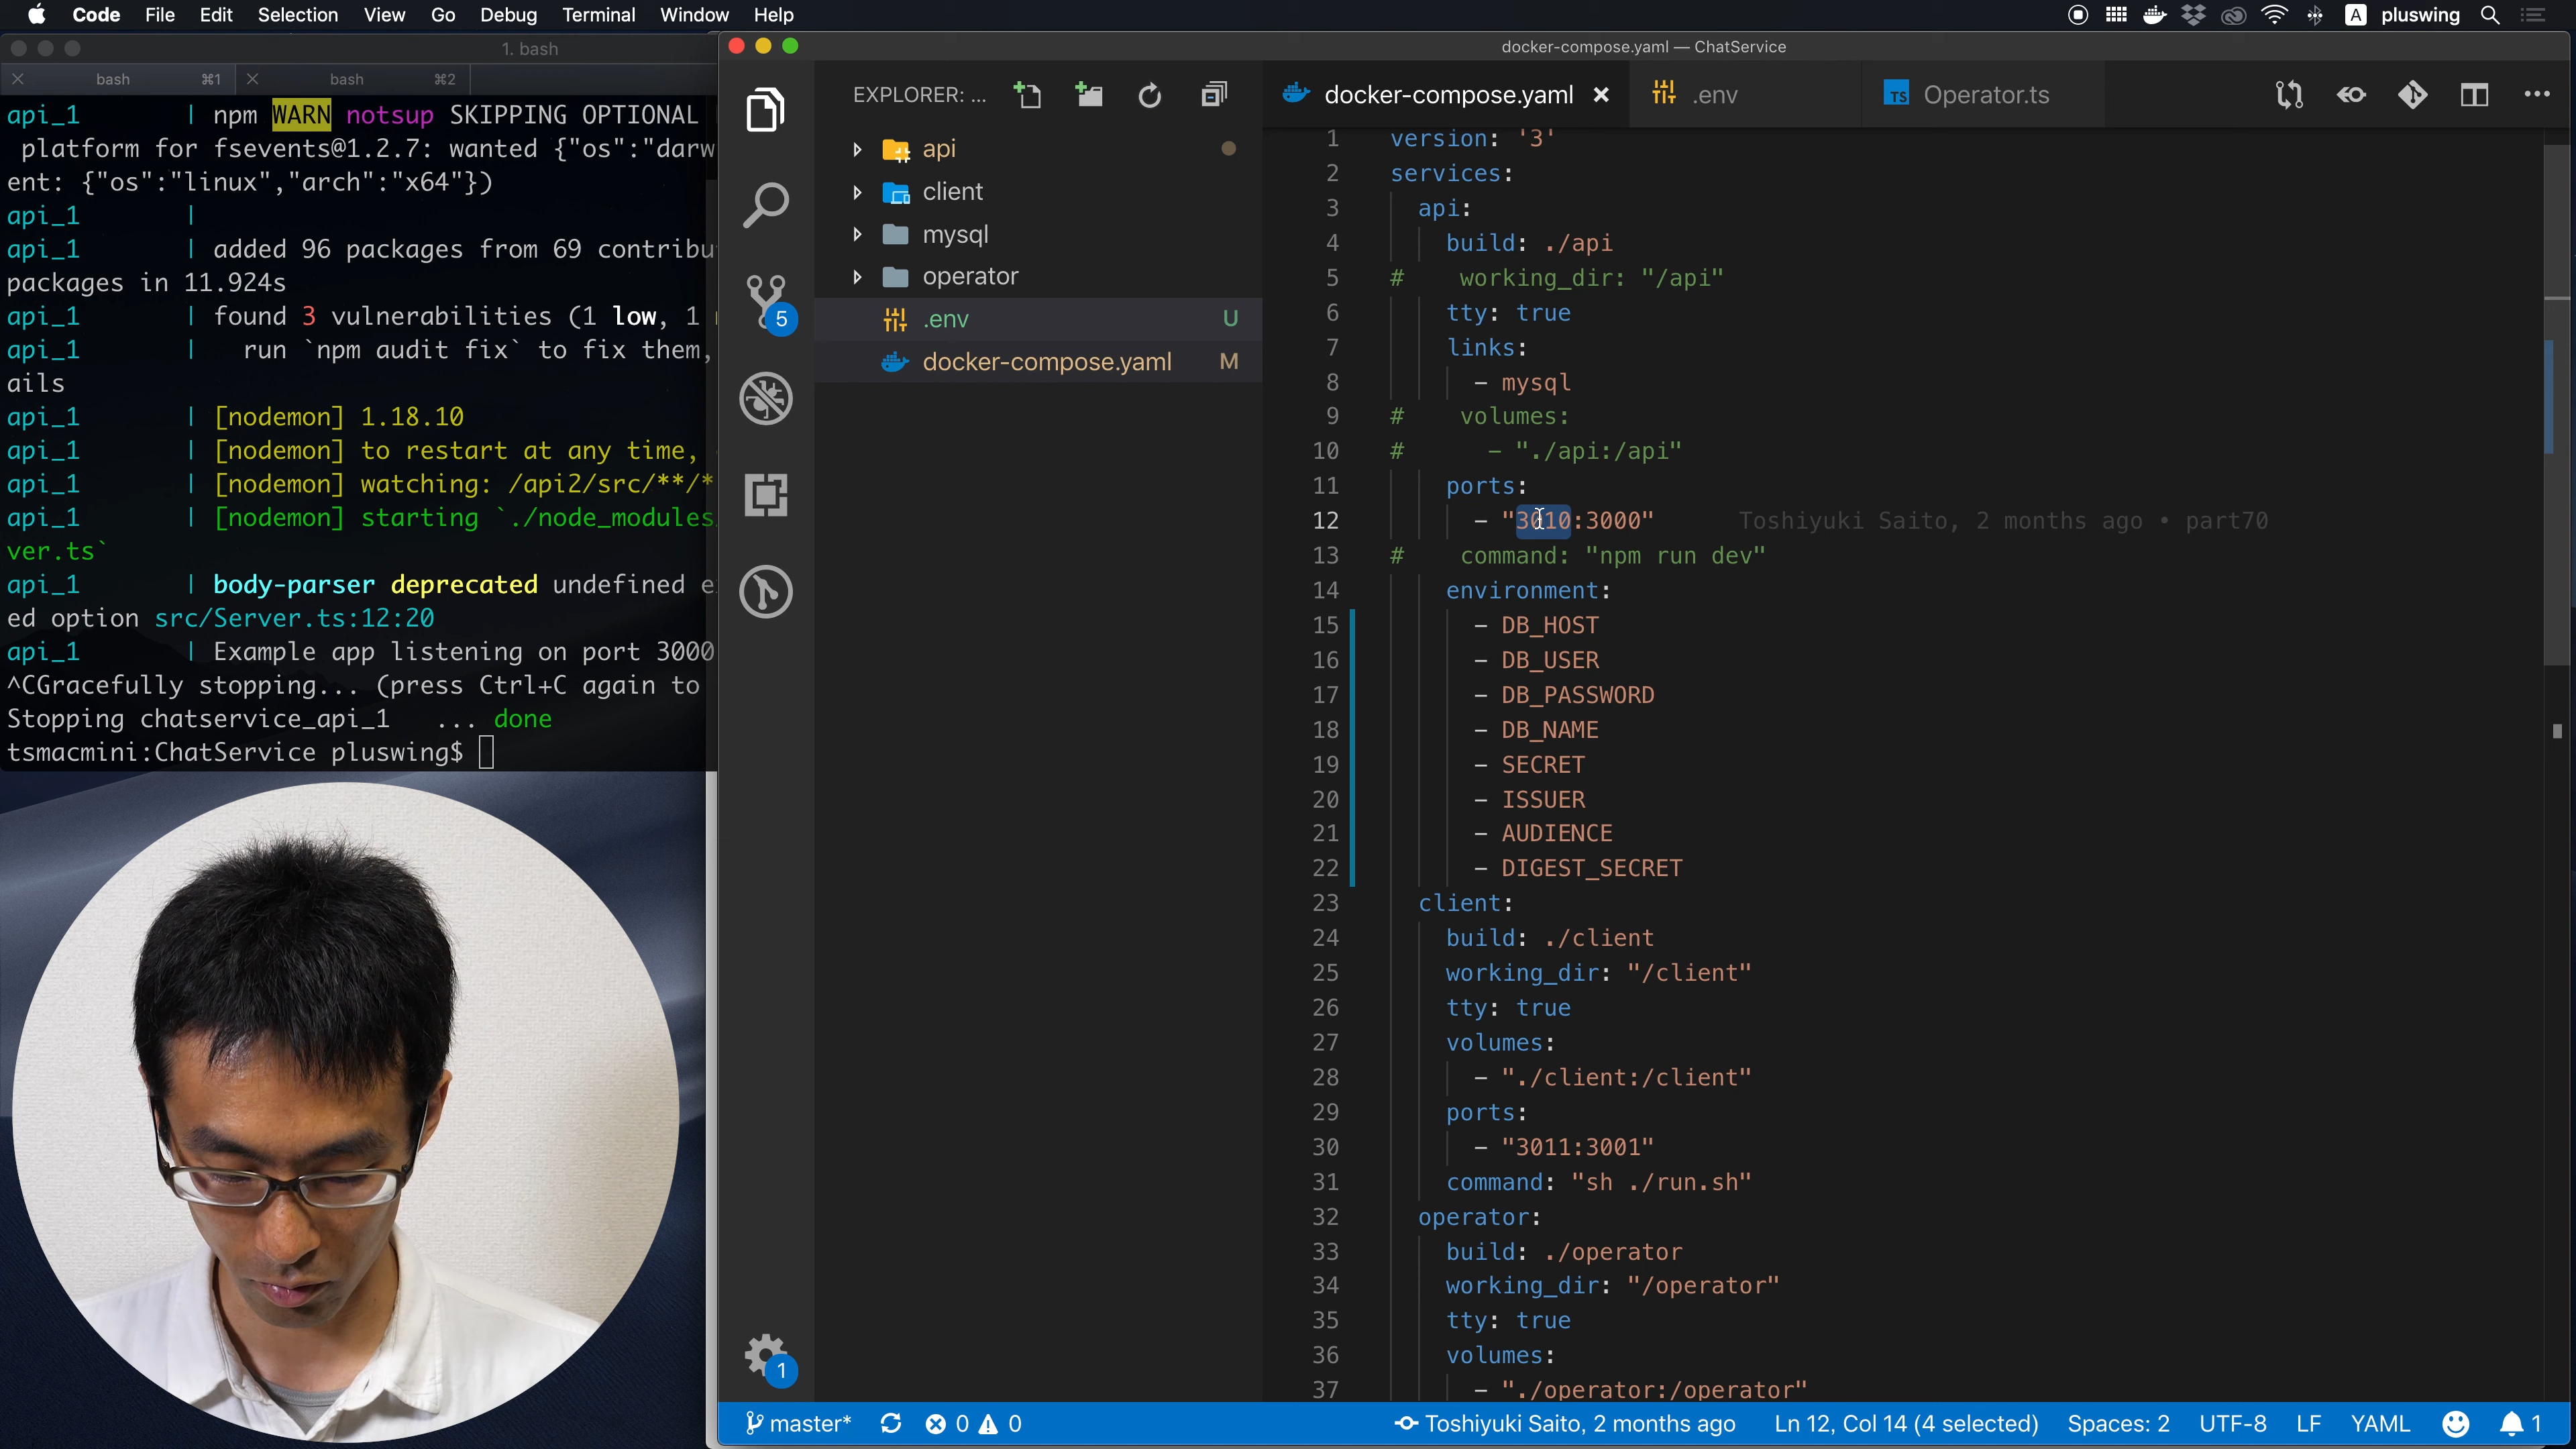 Code File Edit Selection View Go Debug Terminal Window Help
A pluswing
1. bash
bash ⌘1
bash ⌘2
api_1 | npm WARN notsup SKIPPING OPTIONAL
platform for fsevents@1.2.7: wanted {"os":"darw
ent: {"os":"linux","arch":"x64"})
api_1 |
api_1 | added 96 packages from 69 contribu
packages in 11.924s
api_1 | found 3 vulnerabilities (1 low, 1
api_1 | run `npm audit fix` to fix them,
ails
api_1 | [nodemon] 1.18.10
api_1 | [nodemon] to restart at any time,
api_1 | [nodemon] watching: /api2/src/**/*
api_1 | [nodemon] starting `./node_modules
ver.ts`
api_1 | body-parser deprecated undefined e
ed option src/Server.ts:12:20
api_1 | Example app listening on port 3000
^CGracefully stopping... (press Ctrl+C again to
Stopping chatservice_api_1 ... done
tsmacmini:ChatService pluswing$
docker-compose.yaml — ChatService
EXPLORER: ...
api
client
mysql
operator
.env U
docker-compose.yaml M
5
1
docker-compose.yaml
.env
TS Operator.ts
1 version: '3'
2 services:
3 api:
4 build: ./api
5 # working_dir: "/api"
6 tty: true
7 links:
8 - mysql
9 # volumes:
10 # - "./api:/api"
11 ports:
12 - "3010:3000" Toshiyuki Saito, 2 months ago • part70
13 # command: "npm run dev"
14 environment:
15 - DB_HOST
16 - DB_USER
17 - DB_PASSWORD
18 - DB_NAME
19 - SECRET
20 - ISSUER
21 - AUDIENCE
22 - DIGEST_SECRET
23 client:
24 build: ./client
25 working_dir: "/client"
26 tty: true
27 volumes:
28 - "./client:/client"
29 ports:
30 - "3011:3001"
31 command: "sh ./run.sh"
32 operator:
33 build: ./operator
34 working_dir: "/operator"
35 tty: true
36 volumes:
37 - "./operator:/operator"
master* 0 0 Toshiyuki Saito, 2 months ago Ln 12, Col 14 (4 selected) Spaces: 2 UTF-8 LF YAML 1